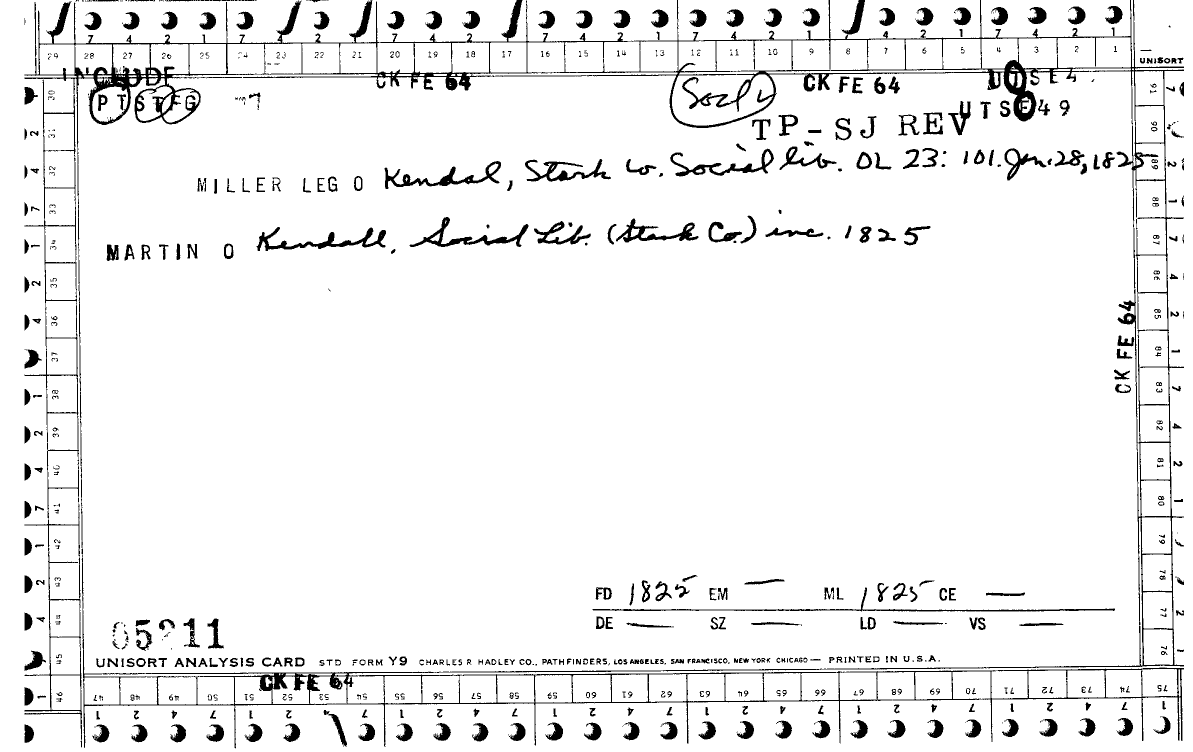 7 4 2 1 7 4 2 1 7 4 2 1 7 4 2 1 7 4 2 1
29 28 27 26 25 24 23 22 21 20 19 18 17 16 15 14 13 12 11 10 9 8 7 6 5 4 3 2 1
UNISORT
INCLUDE CK FE 64 Socl L CK FE 64 UTSE4
PTSTFG UTSE49
TP-SJ REV
MILLER LEG O Kendal, Stark Co. Social lib. OL 23: 101. Jan. 28, 1825
MARTIN O Kendall, Social Lib. (Stark Co.) inc. 1825
30 31 32 33 34 35 36 37 38 39 40 41 42 43 44 45 46
91 90 89 88 87 86 85 84 83 82 81 80 79 78 77 76
CK FE 64
FD 1825 EM — ML 1825 CE —
DE — SZ — LD — VS —
05211
UNISORT ANALYSIS CARD STD FORM Y9 CHARLES R HADLEY CO., PATHFINDERS, LOS ANGELES, SAN FRANCISCO, NEW YORK CHICAGO — PRINTED IN U.S.A.
CK FE 64
47 48 49 50 51 52 53 54 55 56 57 58 59 60 61 62 63 64 65 66 67 68 69 70 71 72 73 74 75
1 2 4 7 1 2 4 7 1 2 4 7 1 2 4 7 1 2 4 7 1 2 4 7 1 2 4 7 1